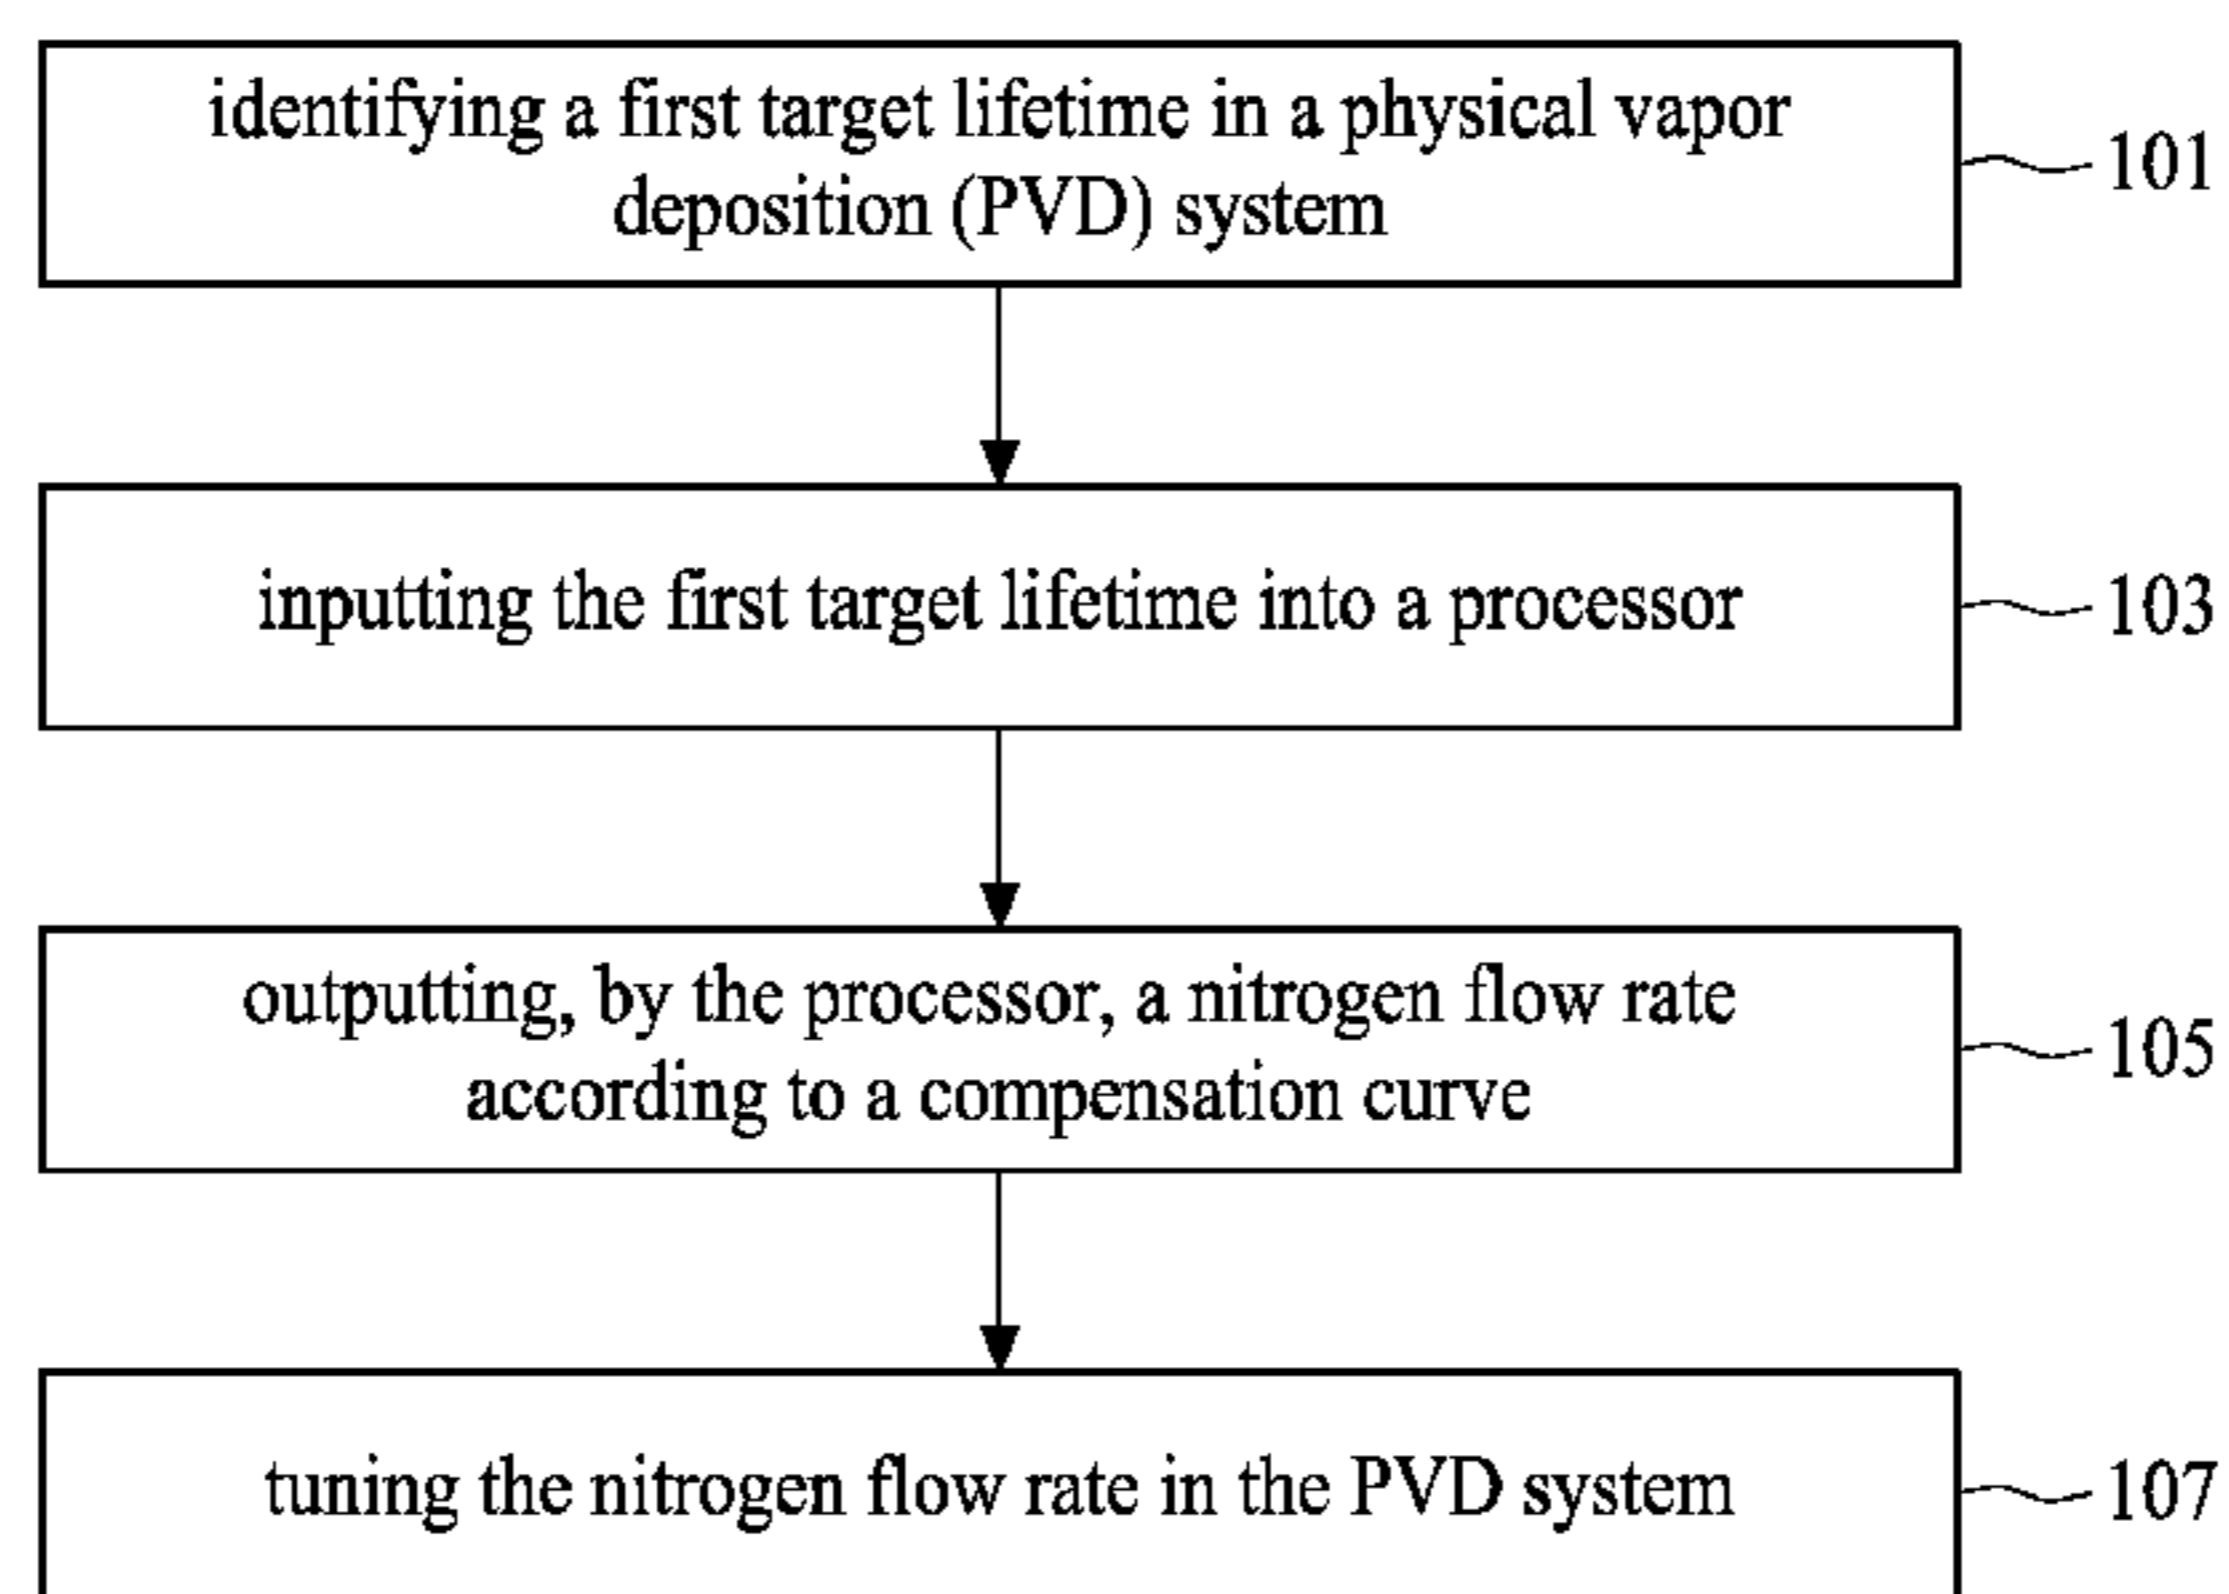 identifying a first target lifetime in a physical vapor
deposition (PVD) system
101
inputting the first target lifetime into a processor
103
outputting, by the processor, a nitrogen flow rate
according to a compensation curve
105
tuning the nitrogen flow rate in the PVD system
107